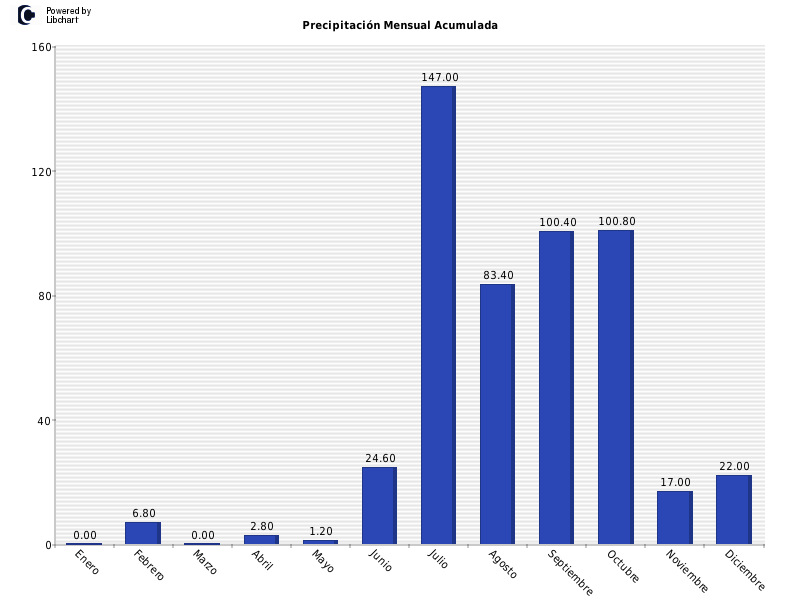 Powered by
Libchart
Precipitación Mensual Acumulada
160
120
80
40
0
0.00
6.80
0.00
2.80
1.20
24.60
147.00
83.40
100.40
100.80
17.00
22.00
Enero
Febrero
Marzo
Abril
Mayo
Junio
Julio
Agosto
Septiembre
Octubre
Noviembre
Diciembre